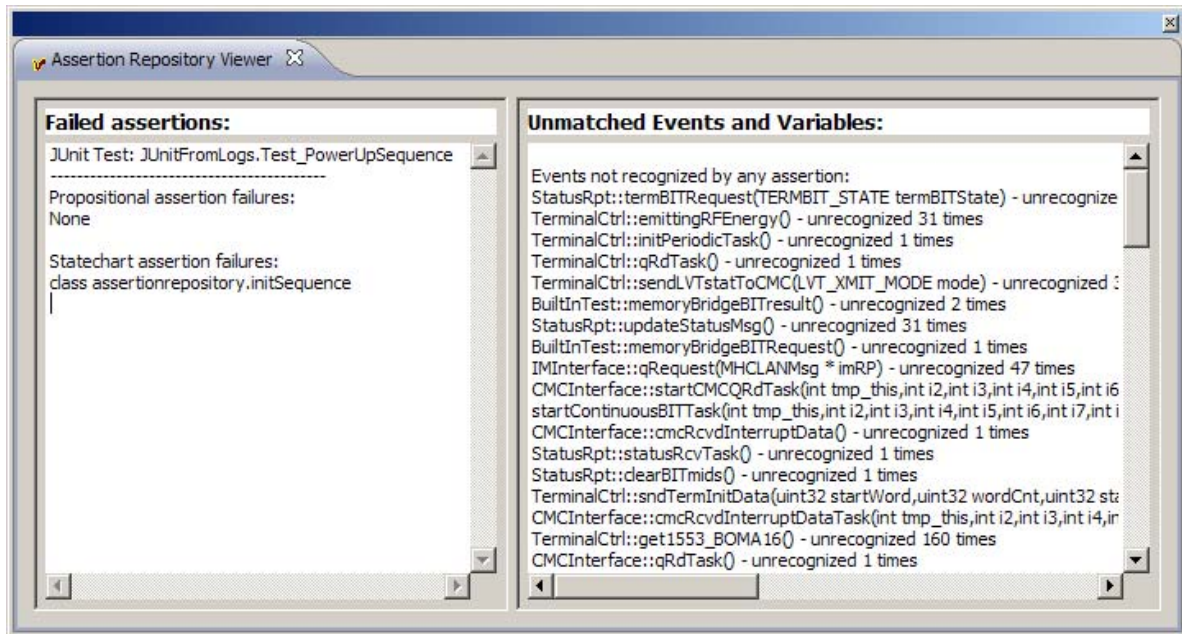 Assertion Repository Viewer
Failed assertions:
JUnit Test: JUnitFromLogs.Test_PowerUpSequence
------------------------------------------
Propositional assertion failures:
None
Statechart assertion failures:
class assertionrepository.initSequence
Unmatched Events and Variables:
Events not recognized by any assertion:
StatusRpt::termBITRequest(TERMBIT_STATE termBITState) - unrecognize
TerminalCtrl::emittingRFEnergy() - unrecognized 31 times
TerminalCtrl::initPeriodicTask() - unrecognized 1 times
TerminalCtrl::qRdTask() - unrecognized 1 times
TerminalCtrl::sendLVTstatToCMC(LVT_XMIT_MODE mode) - unrecognized
BuiltInTest::memoryBridgeBITresult() - unrecognized 2 times
StatusRpt::updateStatusMsg() - unrecognized 31 times
BuiltInTest::memoryBridgeBITRequest() - unrecognized 1 times
IMInterface::qRequest(MHCLANMsg * imRP) - unrecognized 47 times
CMCInterface::startCMCQRdTask(int tmp_this,int i2,int i3,int i4,int i5,int i6
startContinuousBITTask(int tmp_this,int i2,int i3,int i4,int i5,int i6,int i7,int i
CMCInterface::cmcRcvdInterruptData() - unrecognized 1 times
StatusRpt::statusRcvTask() - unrecognized 1 times
StatusRpt::clearBITmids() - unrecognized 1 times
TerminalCtrl::sndTermInitData(uint32 startWord,uint32 wordCnt,uint32 sta
CMCInterface::cmcRcvdInterruptDataTask(int tmp_this,int i2,int i3,int i4,in
TerminalCtrl::get1553_BOMA16() - unrecognized 160 times
CMCInterface::qRdTask() - unrecognized 1 times